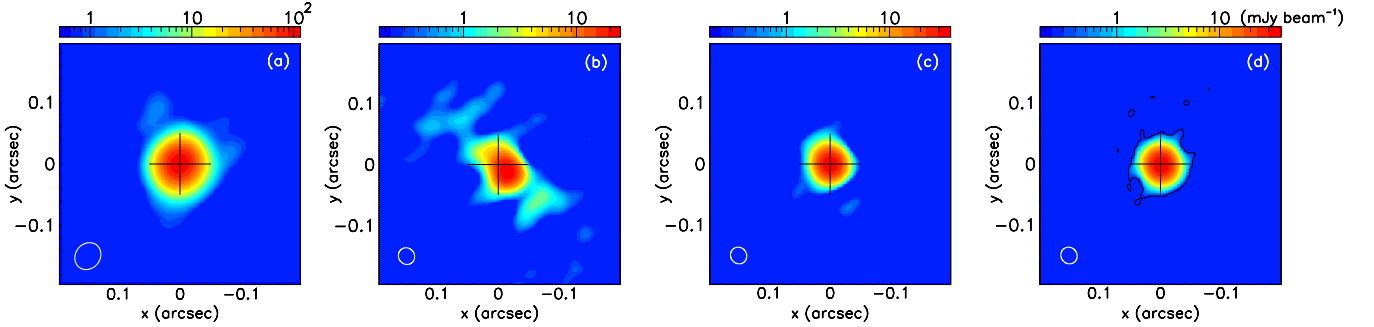 1 10 10²
1 10
1 10
1 10 (mJy beam⁻¹)
(a) (b) (c) (d)
0.1 0.1 0.1 0.1
0 0 0 0
−0.1 −0.1 −0.1 −0.1
y (arcsec) y (arcsec) y (arcsec) y (arcsec)
0.1 0 −0.1 0.1 0 −0.1 0.1 0 −0.1 0.1 0 −0.1
x (arcsec) x (arcsec) x (arcsec) x (arcsec)